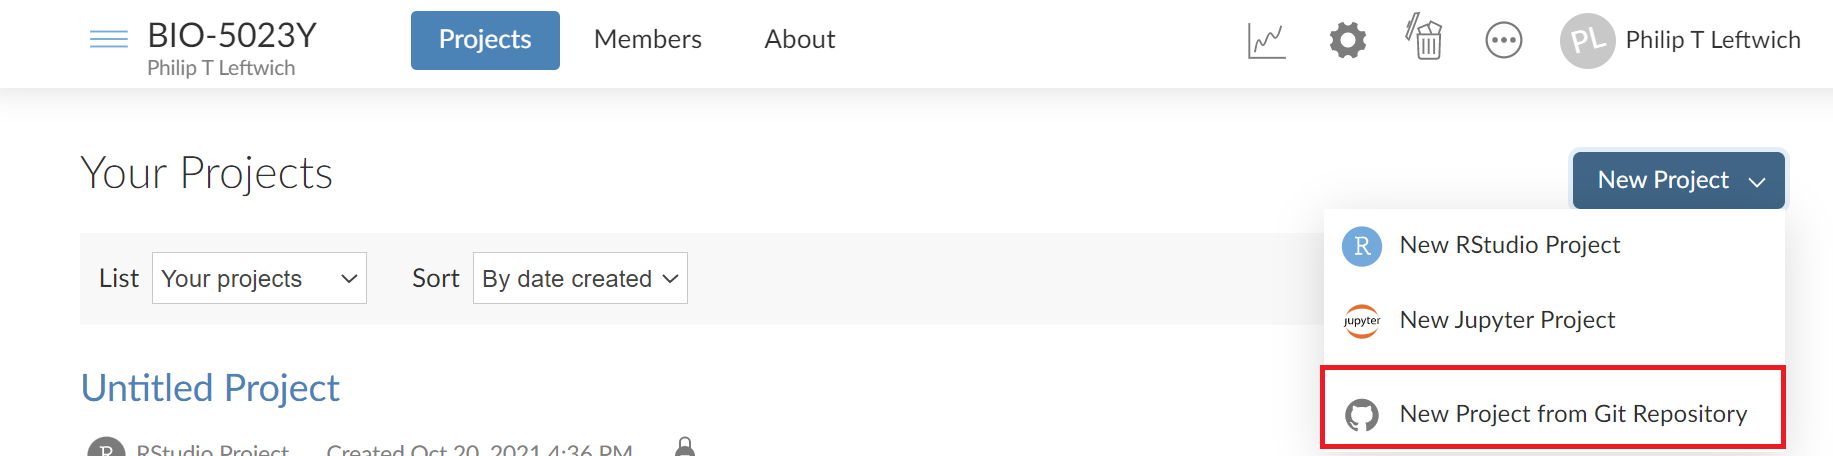 BIO-5023Y
Philip T Leftwich
Projects
Members
About
PL
Philip T Leftwich
Your Projects
New Project
List
Your projects
Sort
By date created
R
New RStudio Project
jupyter
New Jupyter Project
New Project from Git Repository
Untitled Project
R
RStudio Project
Created Oct 20, 2021 4:36 PM